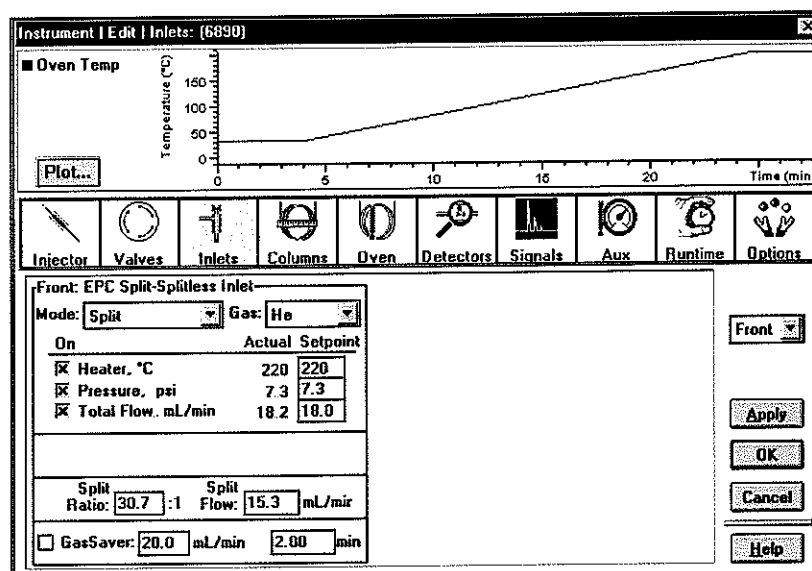 Instrument | Edit | Inlets: (6890)
Oven Temp
Temperature (°C)
150
100
50
0
Plot...
0 5 10 15 20 Time (min
Injector Valves Inlets Columns Oven Detectors Signals Aux Runtime Options
Front: EPC Split-Splitless Inlet
Mode: Split Gas: He
Front
On Actual Setpoint
Heater, °C 220 220
Pressure, psi 7.3 7.3
Total Flow, mL/min 18.2 18.0
Apply
OK
Split Ratio: 30.7 :1 Split Flow: 15.3 mL/min
Cancel
GasSaver: 20.0 mL/min 2.00 min
Help